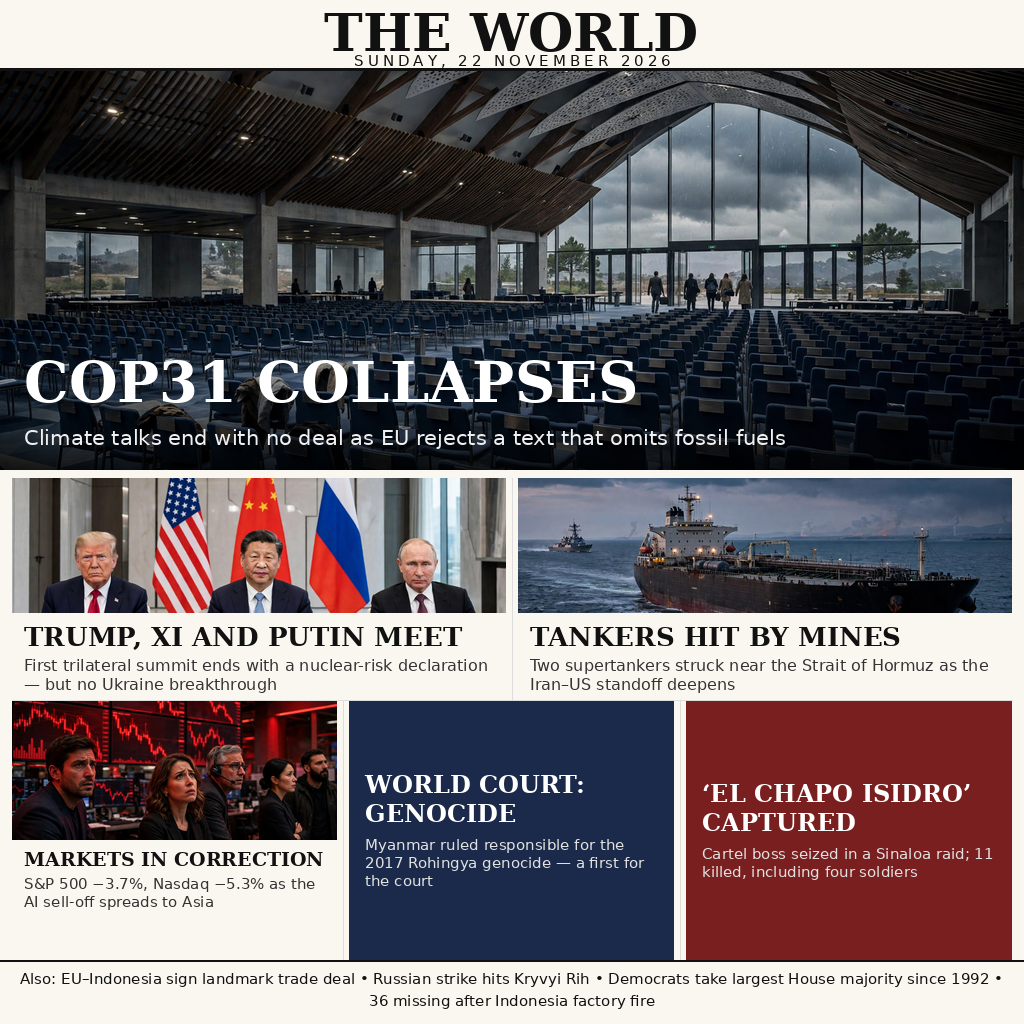 THE WORLD
SUNDAY, 22 NOVEMBER 2026
COP31 COLLAPSES
Climate talks end with no deal as EU rejects a text that omits fossil fuels
TRUMP, XI AND PUTIN MEET
First trilateral summit ends with a nuclear-risk declaration
— but no Ukraine breakthrough
TANKERS HIT BY MINES
Two supertankers struck near the Strait of Hormuz as the
Iran–US standoff deepens
MARKETS IN CORRECTION
S&P 500 −3.7%, Nasdaq −5.3% as the
AI sell-off spreads to Asia
WORLD COURT:
GENOCIDE
Myanmar ruled responsible for the
2017 Rohingya genocide — a first for
the court
‘EL CHAPO ISIDRO’
CAPTURED
Cartel boss seized in a Sinaloa raid; 11
killed, including four soldiers
Also: EU–Indonesia sign landmark trade deal • Russian strike hits Kryvyi Rih • Democrats take largest House majority since 1992 •
36 missing after Indonesia factory fire